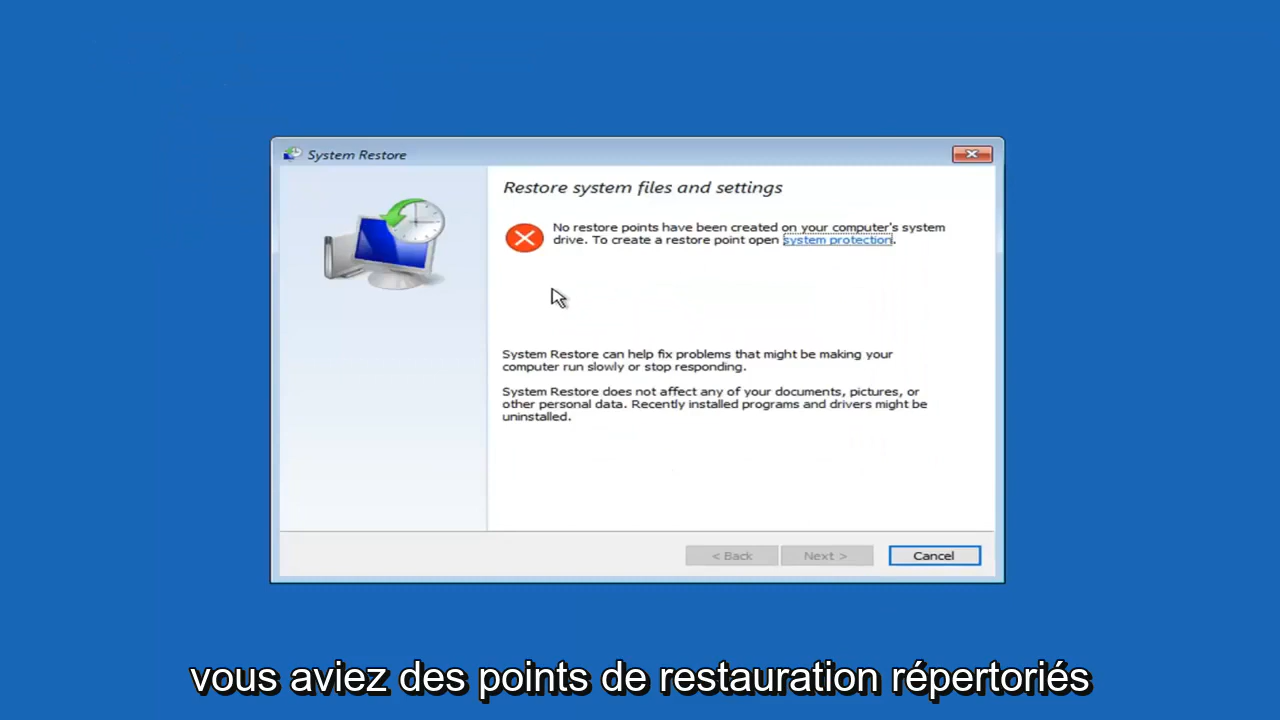 System Restore
Restore system files and settings
No restore points have been created on your computer's system
drive. To create a restore point open system protection.
System Restore can help fix problems that might be making your
computer run slowly or stop responding.
System Restore does not affect any of your documents, pictures, or
other personal data. Recently installed programs and drivers might be
uninstalled.
< Back Next > Cancel
vous aviez des points de restauration répertoriés